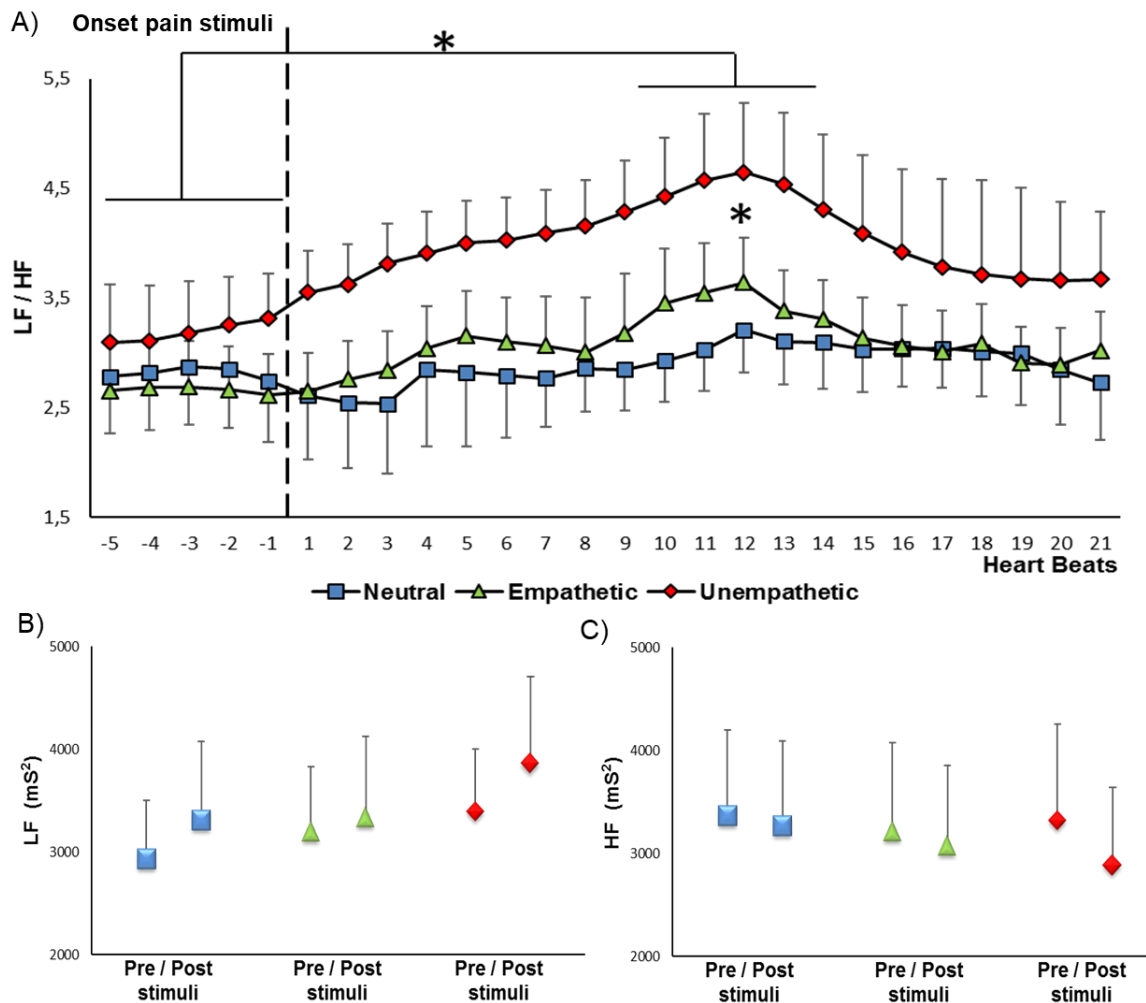 A)
Onset pain stimuli
*
5,5
4,5
3,5
2,5
1,5
LF / HF
*
-5 -4 -3 -2 -1 1 2 3 4 5 6 7 8 9 10 11 12 13 14 15 16 17 18 19 20 21
Heart Beats
Neutral Empathetic Unempathetic
B)
5000
4000
3000
2000
LF (mS²)
Pre / Post Pre / Post Pre / Post
stimuli stimuli stimuli
C)
5000
4000
3000
2000
HF (mS²)
Pre / Post Pre / Post Pre / Post
stimuli stimuli stimuli